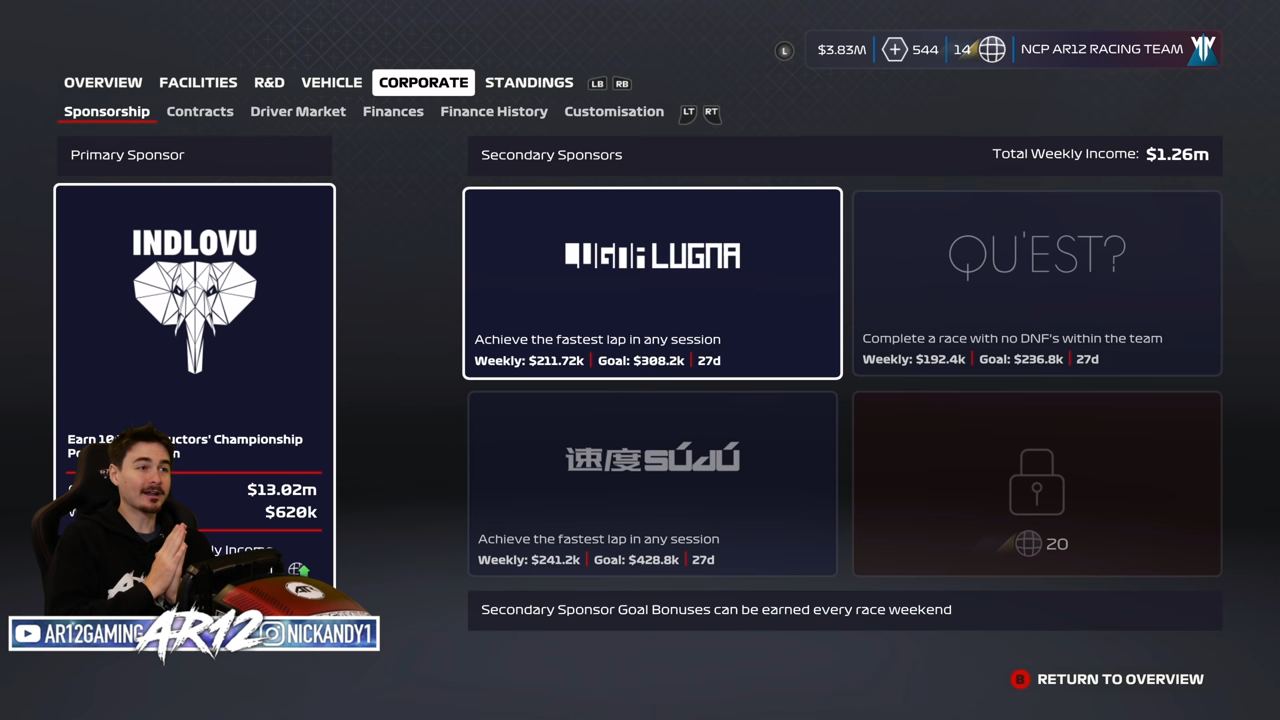 L
$3.83M
544
14
NCP AR12 RACING TEAM
OVERVIEW
FACILITIES
R&D
VEHICLE
CORPORATE
STANDINGS
LB
RB
Sponsorship
Contracts
Driver Market
Finances
Finance History
Customisation
LT
RT
Primary Sponsor
Secondary Sponsors
Total Weekly Income: $1.26m
INDLOVU
Earn 10
uctors' Championship
$13.02m
$620k
LUGNA
Achieve the fastest lap in any session
Weekly: $211.72k | Goal: $308.2k | 27d
QU'EST?
Complete a race with no DNF's within the team
Weekly: $192.4k | Goal: $236.8k | 27d
速度SÚDÚ
Achieve the fastest lap in any session
Weekly: $241.2k | Goal: $428.8k | 27d
20
Secondary Sponsor Goal Bonuses can be earned every race weekend
AR12GAMING
AR12
NICKANDY1
B RETURN TO OVERVIEW